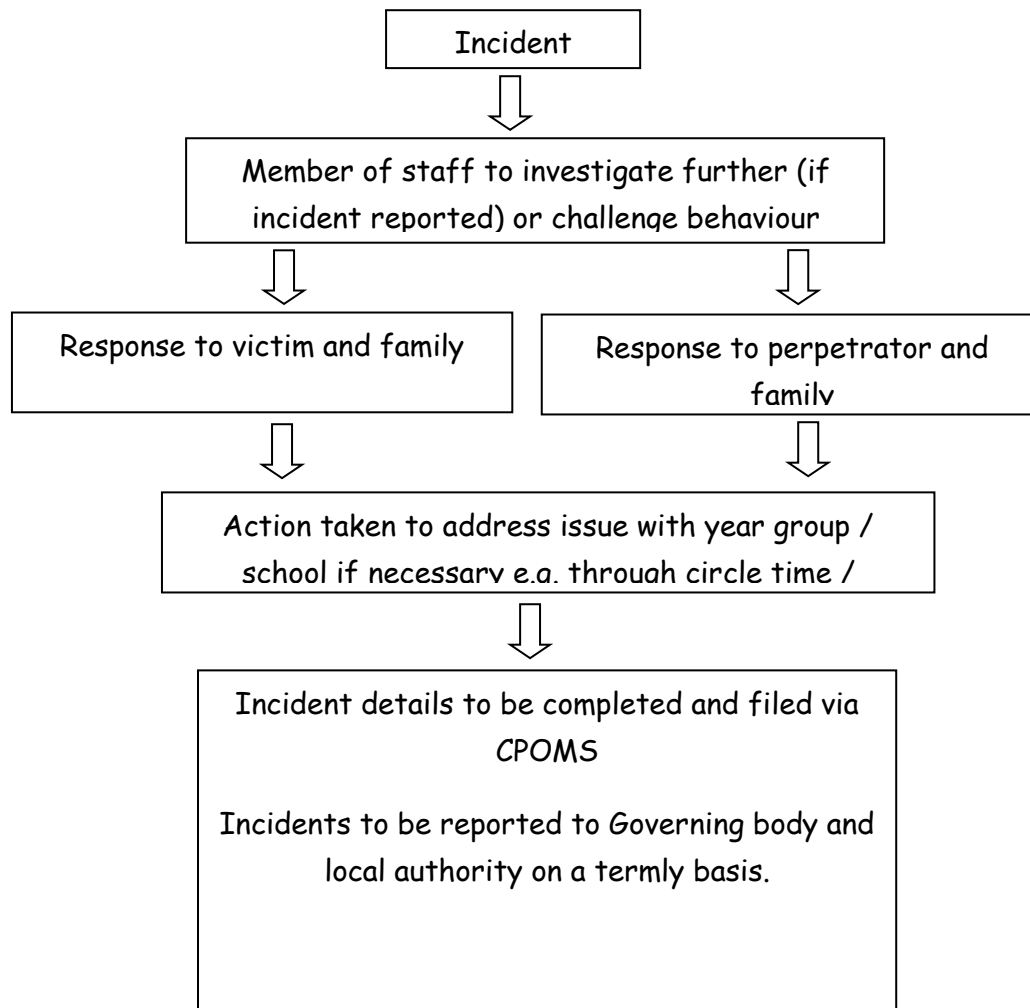 Incident
Member of staff to investigate further (if
incident reported) or challenge behaviour
Response to victim and family
Response to perpetrator and
family
Action taken to address issue with year group /
school if necessary e.g. through circle time /
Incident details to be completed and filed via
CPOMS
Incidents to be reported to Governing body and
local authority on a termly basis.